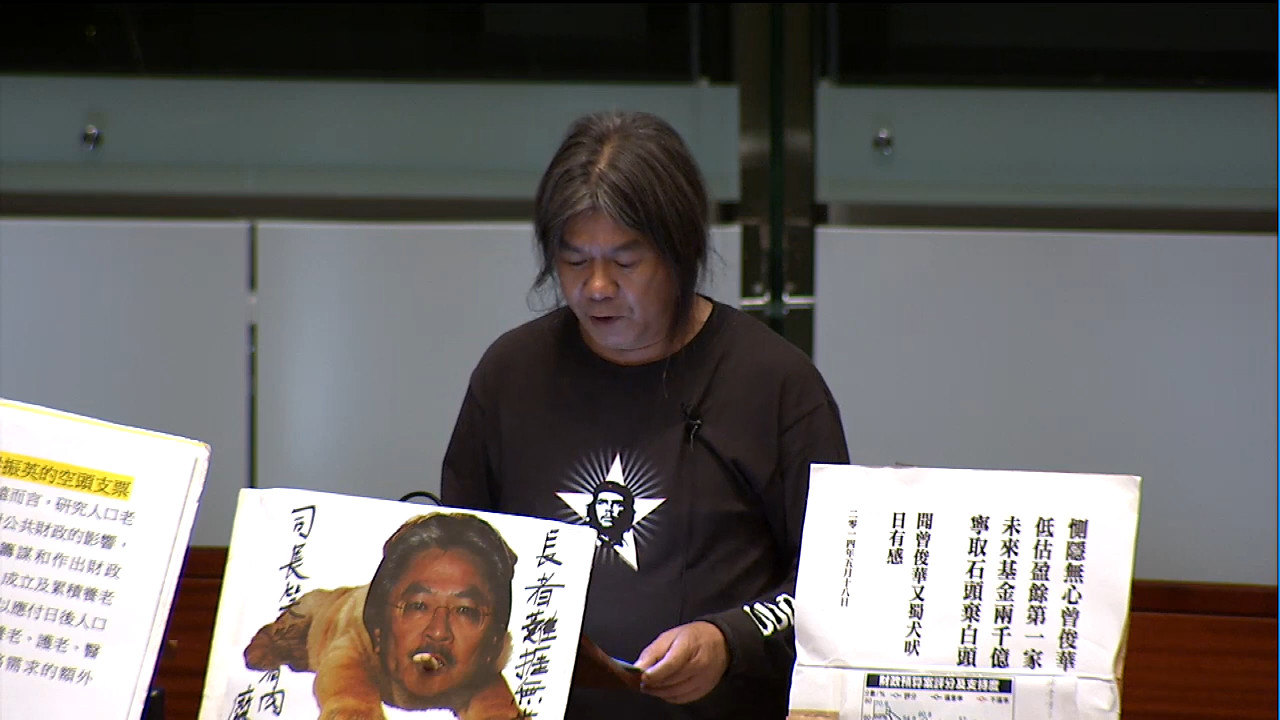 振英的空頭支票
而言，研究人口老
公共財政的影響，
籌謀和作出財政
成立及累積養老
以應付日後人口
老，護老，醫
需求的額外
長者難捱無
司長
肉
惻隱無心曾俊華
低估盈餘第一家
未來基金兩千億
寧取石頭棄白頭
聞曾俊華又蜀犬吠
日有感
二零一四年五月十八日
財政預算案評分及支持度